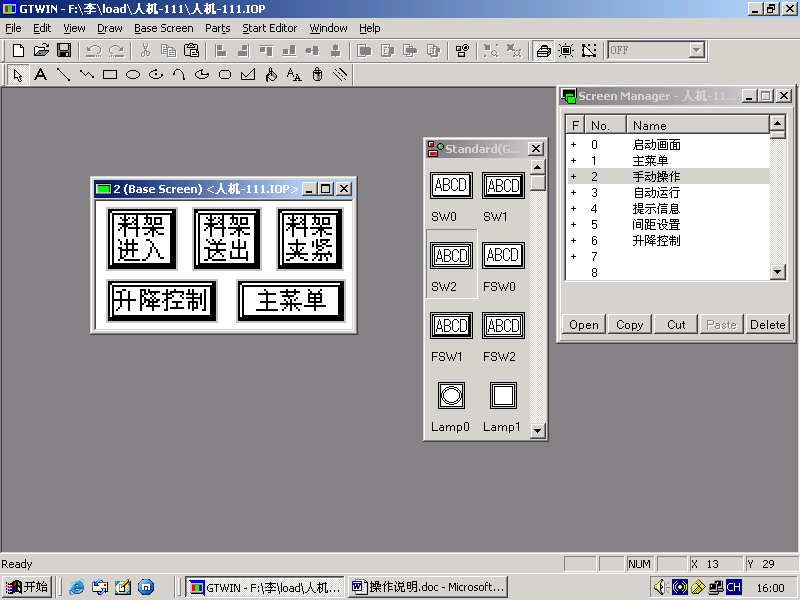 GTWIN - F:\李\load\人机-111\人机-111.IOP
File Edit View Draw Base Screen Parts Start Editor Window Help
OFF
A
AA
Screen Manager - 人机-11...
F No. Name
+ 0 启动画面
+ 1 主菜单
+ 2 手动操作
+ 3 自动运行
+ 4 提示信息
+ 5 间距设置
+ 6 升降控制
+ 7
8
Open Copy Cut Paste Delete
Standard(G...
ABCD ABCD
SW0 SW1
ABCD ABCD
SW2 FSW0
ABCD ABCD
FSW1 FSW2
Lamp0 Lamp1
2 (Base Screen) <人机-111.IOP>
料架 料架 料架
进入 送出 夹紧
升降控制 主菜单
Ready NUM X 13 Y 29
开始 GTWIN - F:\李\load\人机... 操作说明.doc - Microsoft... CH 16:00